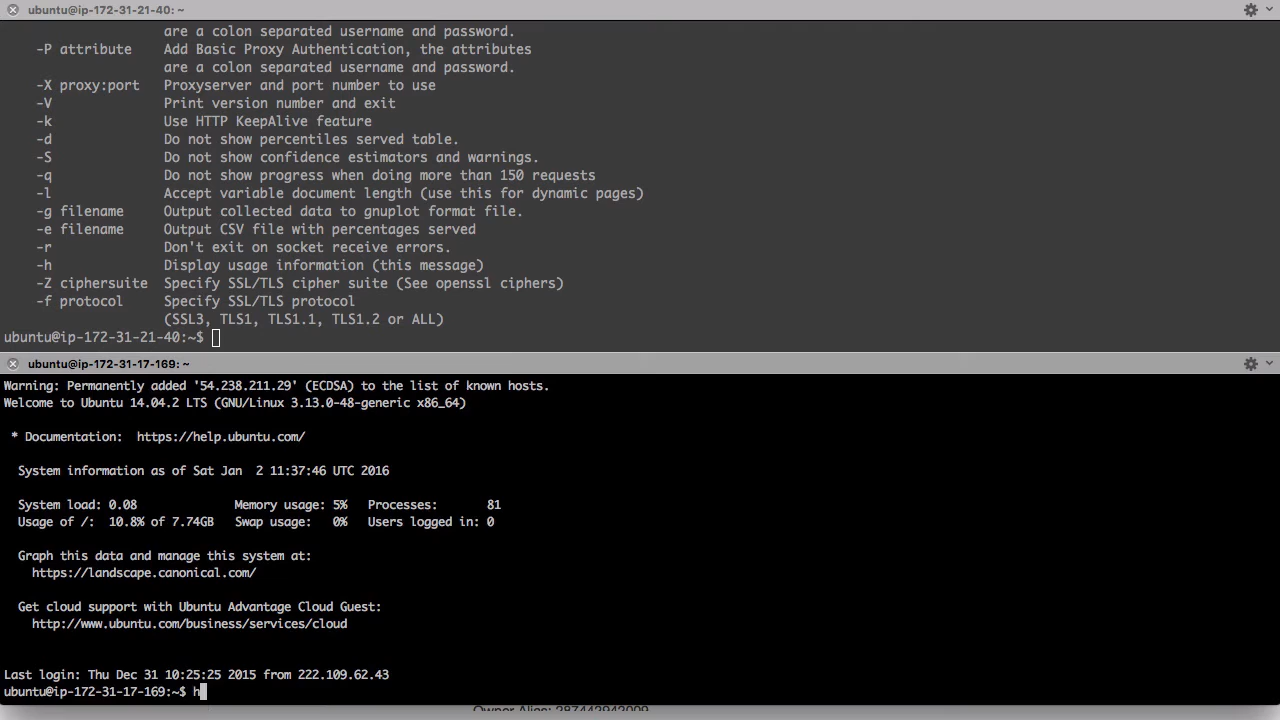 ubuntu@ip-172-31-21-40: ~
are a colon separated username and password.
-P attribute    Add Basic Proxy Authentication, the attributes
are a colon separated username and password.
-X proxy:port   Proxyserver and port number to use
-V              Print version number and exit
-k              Use HTTP KeepAlive feature
-d              Do not show percentiles served table.
-S              Do not show confidence estimators and warnings.
-q              Do not show progress when doing more than 150 requests
-l              Accept variable document length (use this for dynamic pages)
-g filename     Output collected data to gnuplot format file.
-e filename     Output CSV file with percentages served
-r              Don't exit on socket receive errors.
-h              Display usage information (this message)
-Z ciphersuite  Specify SSL/TLS cipher suite (See openssl ciphers)
-f protocol     Specify SSL/TLS protocol
(SSL3, TLS1, TLS1.1, TLS1.2 or ALL)
ubuntu@ip-172-31-21-40:~$
ubuntu@ip-172-31-17-169: ~
Warning: Permanently added '54.238.211.29' (ECDSA) to the list of known hosts.
Welcome to Ubuntu 14.04.2 LTS (GNU/Linux 3.13.0-48-generic x86_64)
* Documentation:  https://help.ubuntu.com/
System information as of Sat Jan  2 11:37:46 UTC 2016
System load: 0.08              Memory usage: 5%   Processes:       81
Usage of /:  10.8% of 7.74GB   Swap usage:   0%   Users logged in: 0
Graph this data and manage this system at:
https://landscape.canonical.com/
Get cloud support with Ubuntu Advantage Cloud Guest:
http://www.ubuntu.com/business/services/cloud
Last login: Thu Dec 31 10:25:25 2015 from 222.109.62.43
ubuntu@ip-172-31-17-169:~$ h
Owner Alias: 287442942009